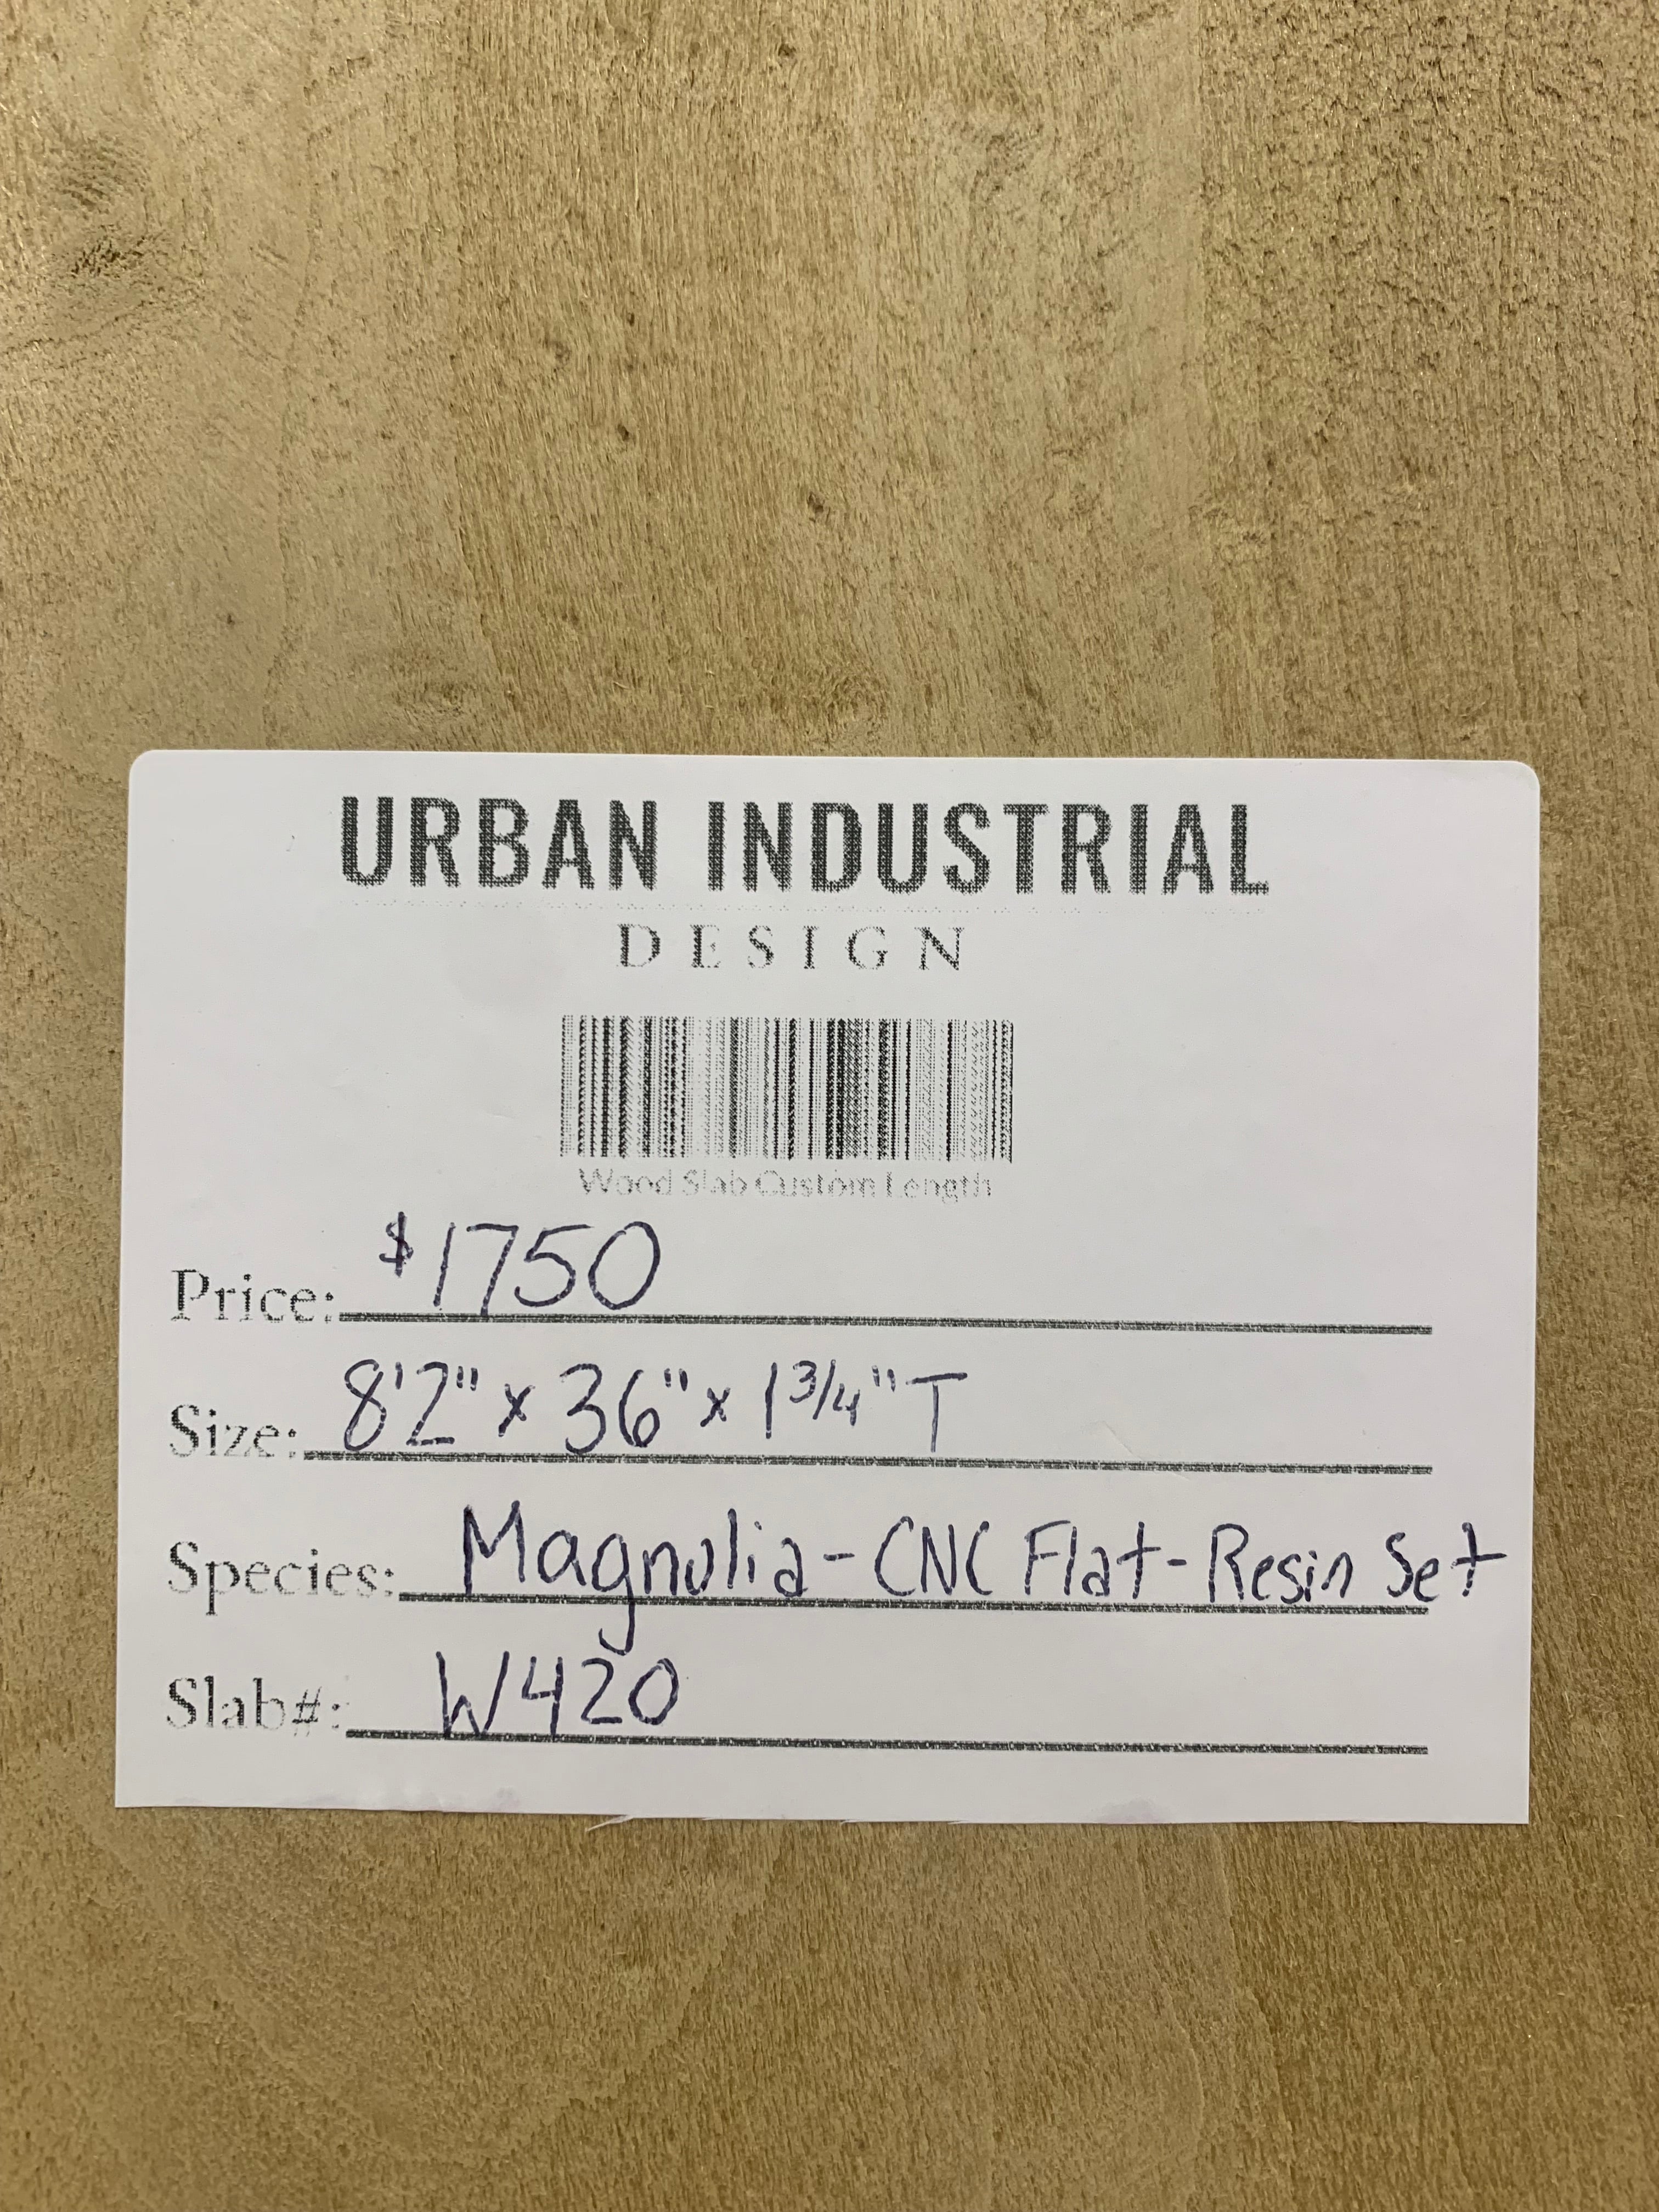 URBAN INDUSTRIAL
DESIGN
Wood Slab Custom Length
Price: $1750
Size: 8'2" x 36" x 1 3/4" T
Species: Magnolia - CNC Flat - Resin Set
Slab#: W420